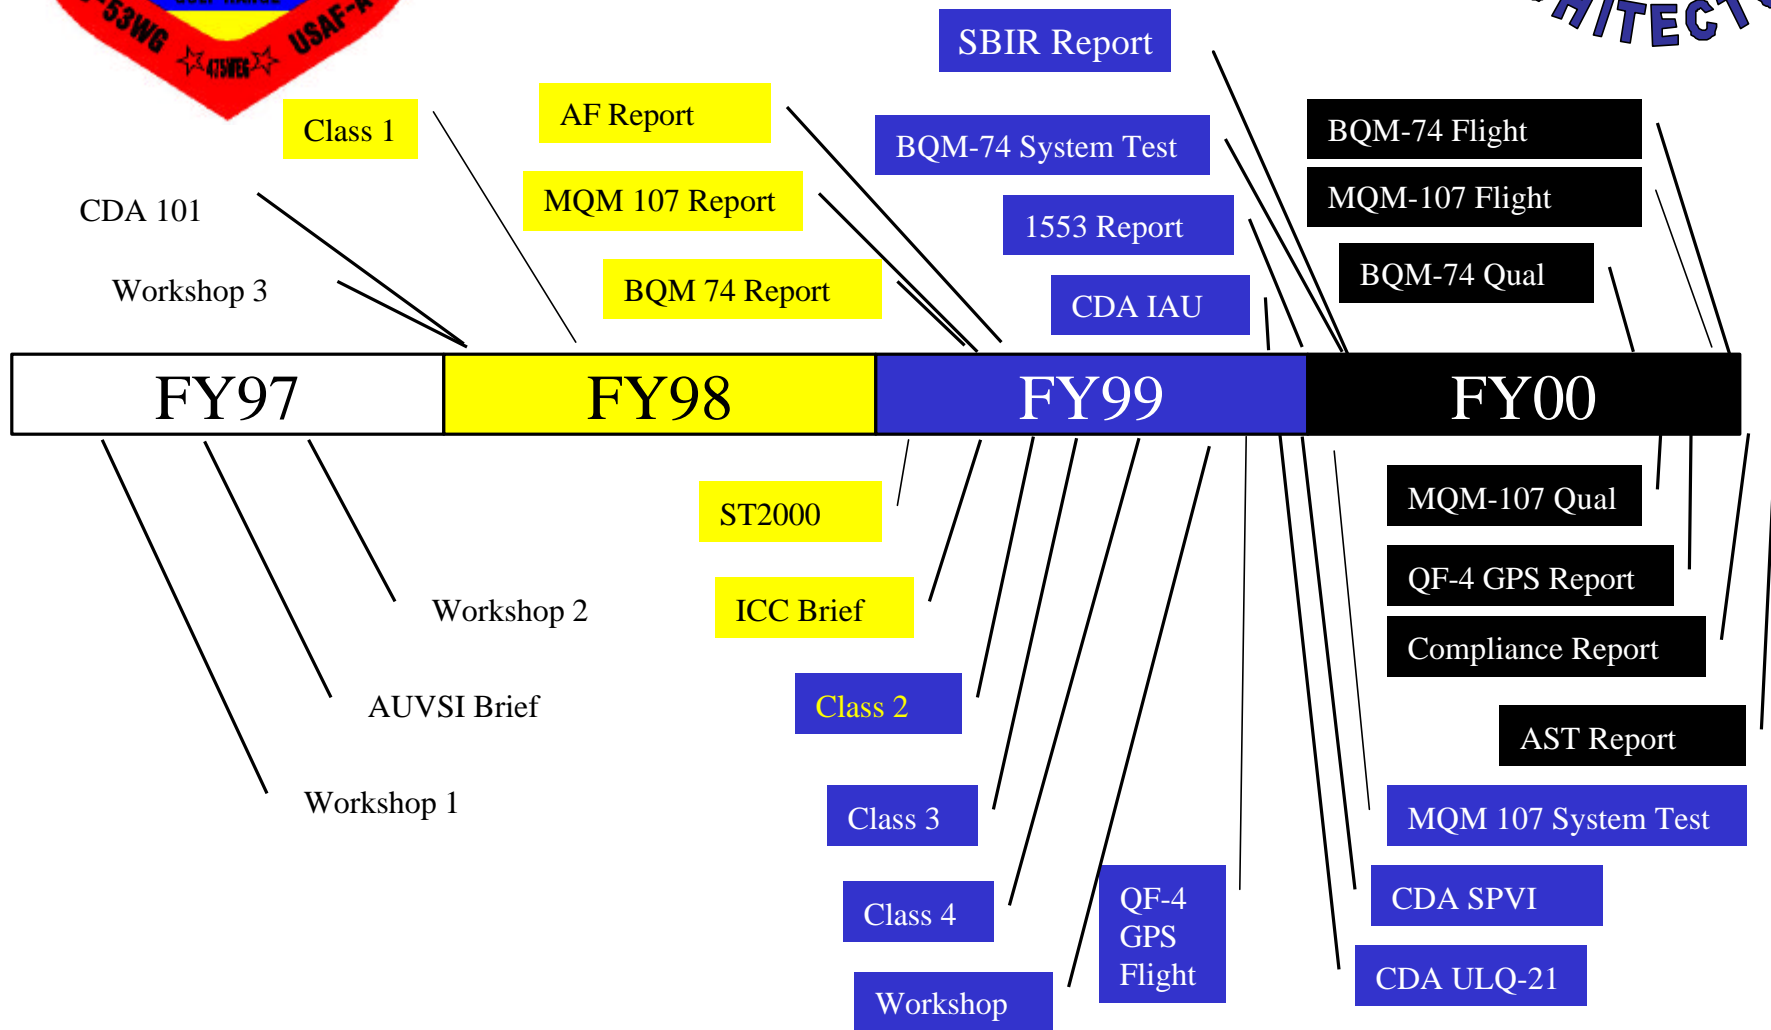 53WG
475WEG
USAF-A
HITECTU
SBIR Report
Class 1
AF Report
BQM-74 System Test
BQM-74 Flight
CDA 101
MQM 107 Report
1553 Report
MQM-107 Flight
Workshop 3
BQM 74 Report
CDA IAU
BQM-74 Qual
FY97
FY98
FY99
FY00
ST2000
MQM-107 Qual
Workshop 2
ICC Brief
QF-4 GPS Report
Compliance Report
AUVSI Brief
Class 2
AST Report
Workshop 1
Class 3
MQM 107 System Test
Class 4
QF-4
GPS
Flight
CDA SPVI
Workshop
CDA ULQ-21